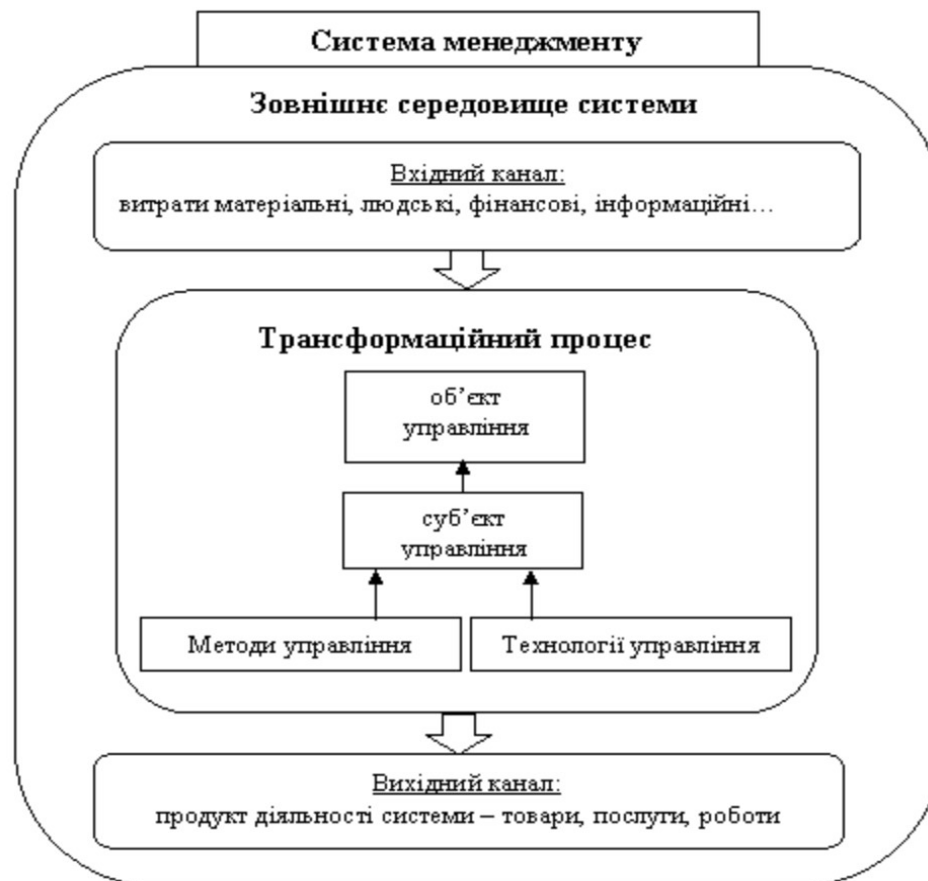 Система менеджменту
Зовнішнє середовище системи
Вхідний канал:
витрати матеріальні, людські, фінансові, інформаційні…
Трансформаційний процес
об’єкт
управління
суб’єкт
управління
Методи управління
Технології управління
Вихідний канал:
продукт діяльності системи – товари, послуги, роботи